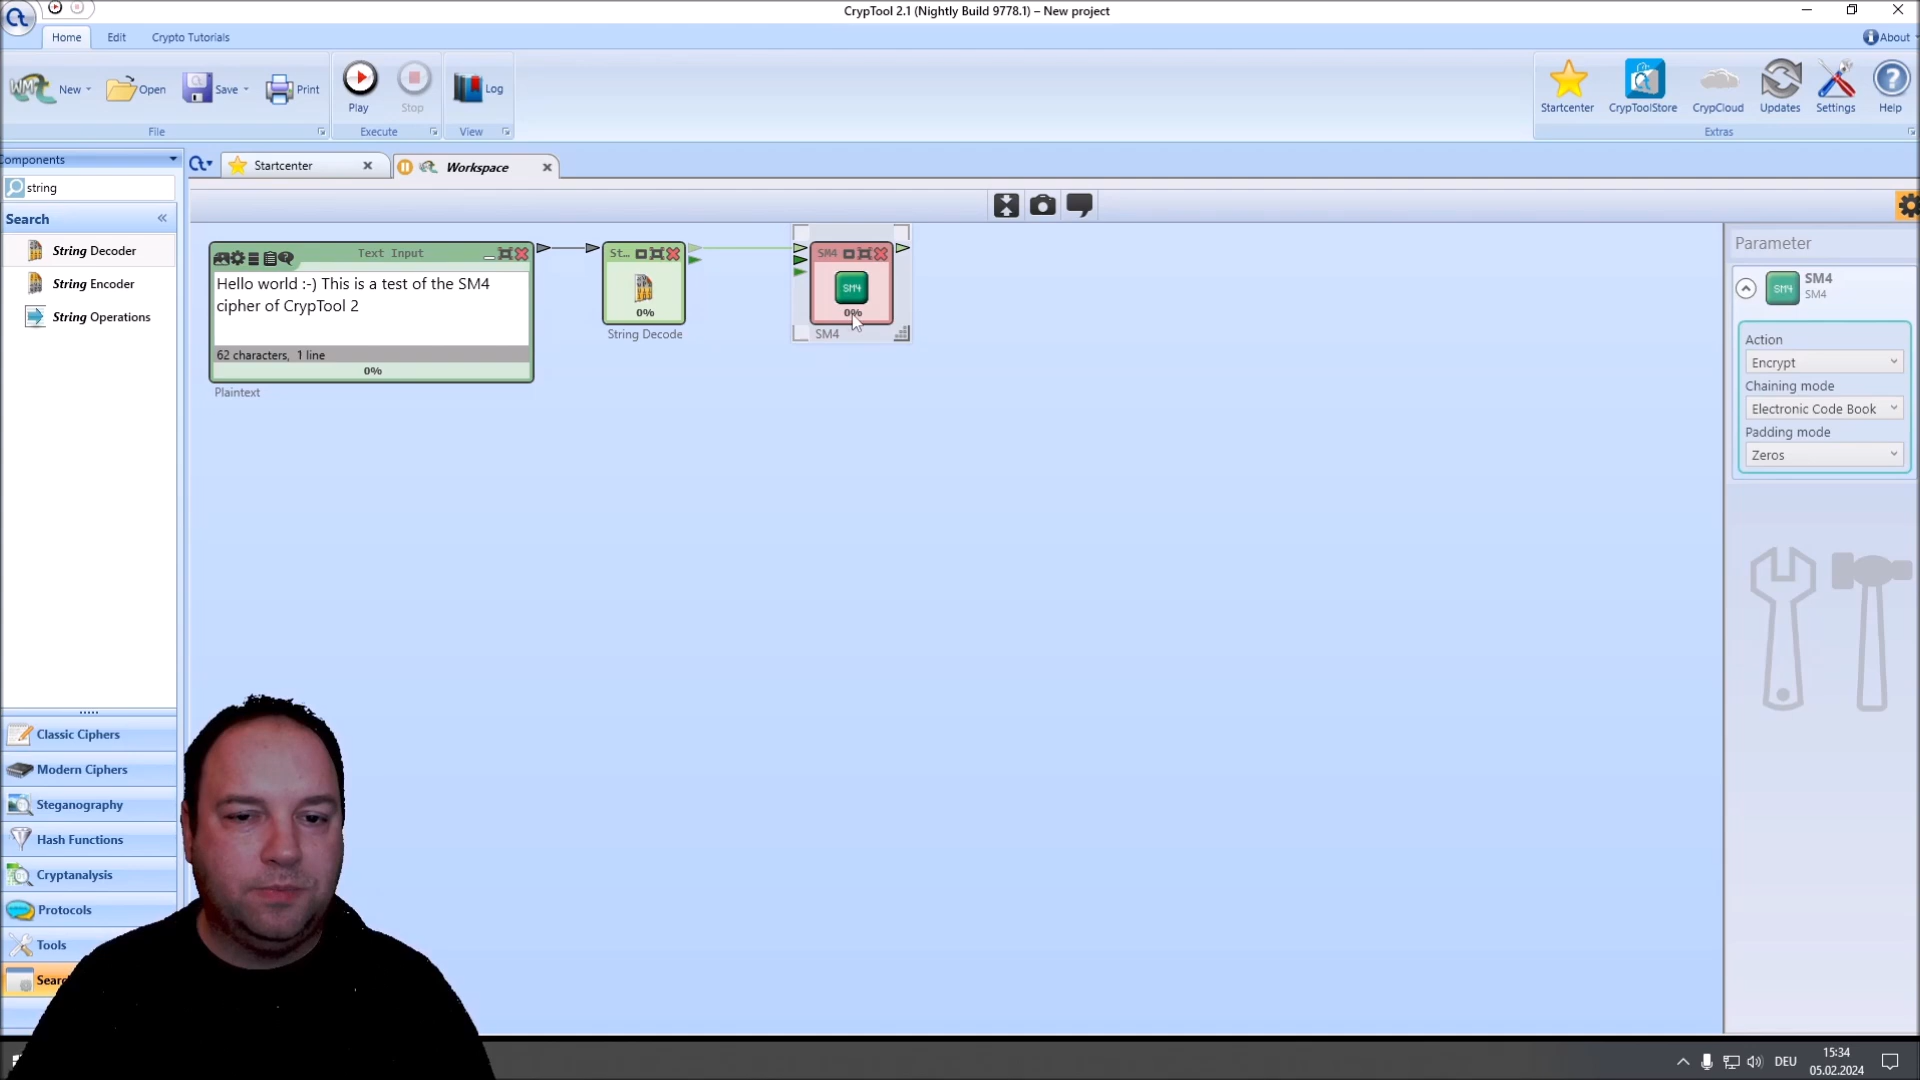 CrypTool 2.1 (Nightly Build 9778.1) – New project
Home Edit Crypto Tutorials
About
New Open Save Print
Play Stop
Log
Startcenter CrypToolStore CrypCloud Updates Settings Help
File Execute View Extras
Components
string
Search
String Decoder
String Encoder
String Operations
Startcenter Workspace
Text Input
Hello world :-) This is a test of the SM4
cipher of CrypTool 2
62 characters, 1 line
0%
Plaintext
St...
0%
String Decode
SM4
SM4
0%
SM4
Parameter
SM4
SM4
SM4
Action
Encrypt
Chaining mode
Electronic Code Book
Padding mode
Zeros
Classic Ciphers
Modern Ciphers
Steganography
Hash Functions
Cryptanalysis
Protocols
Tools
DEU
15:34
05.02.2024